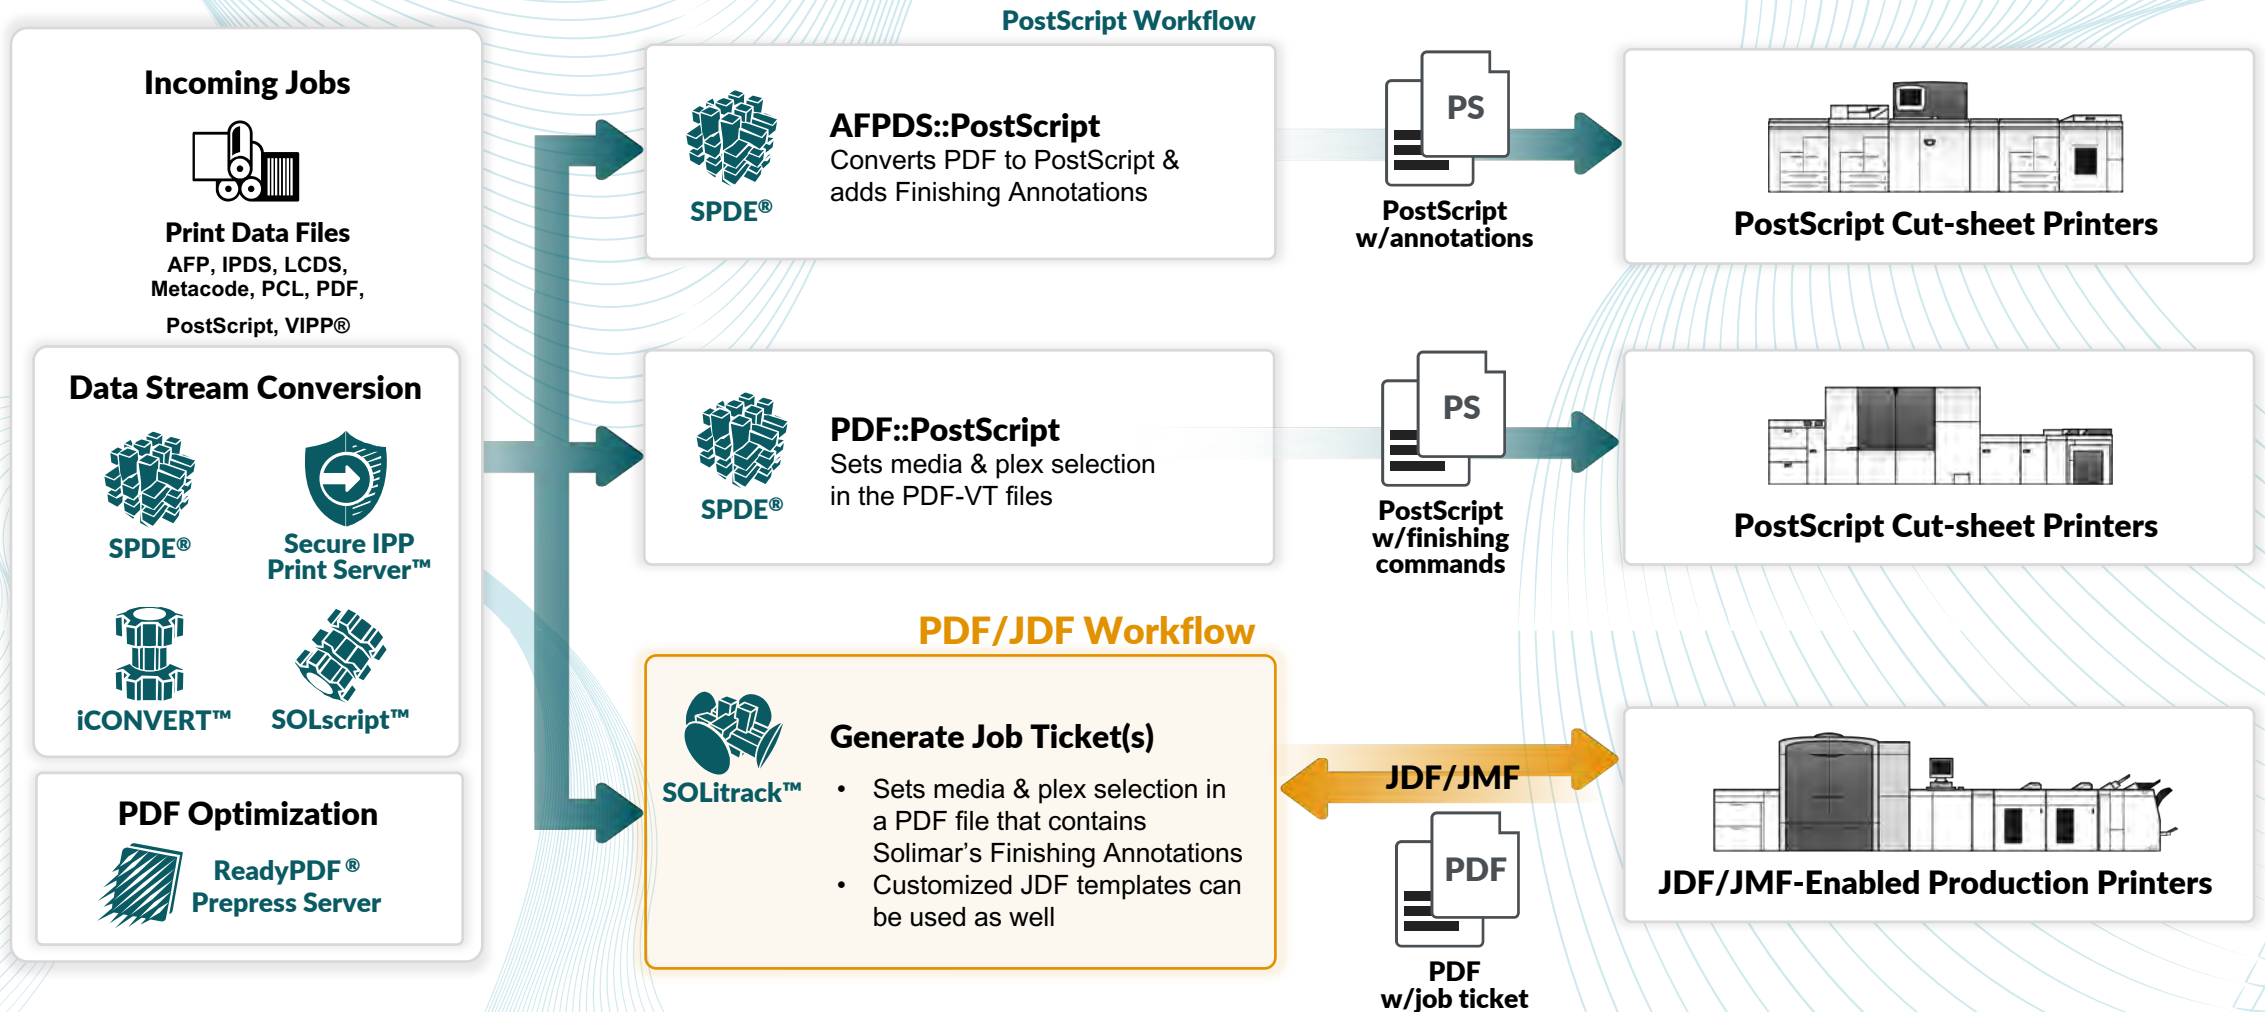 PostScript Workflow
Incoming Jobs
Print Data Files
AFP, IPDS, LCDS,
Metacode, PCL, PDF,
PostScript, VIPP®
Data Stream Conversion
SPDE®
Secure IPP
Print Server™
iCONVERT™
SOLscript™
PDF Optimization
ReadyPDF®
Prepress Server
AFPDS::PostScript
Converts PDF to PostScript &
adds Finishing Annotations
SPDE®
PS
PostScript
w/annotations
PostScript Cut-sheet Printers
PDF::PostScript
Sets media & plex selection
in the PDF-VT files
SPDE®
PS
PostScript
w/finishing
commands
PostScript Cut-sheet Printers
PDF/JDF Workflow
SOLitrack™
Generate Job Ticket(s)
• Sets media & plex selection in
a PDF file that contains
Solimar’s Finishing Annotations
• Customized JDF templates can
be used as well
JDF/JMF
PDF
PDF
w/job ticket
JDF/JMF-Enabled Production Printers